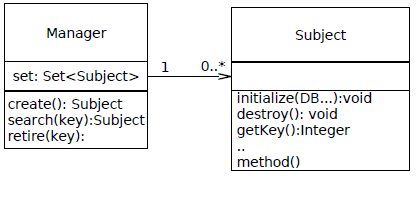 Manager
set: Set<Subject>
create(): Subject
search(key):Subject
retire(key):
1
0..*
Subject
initialize(DB...):void
destroy(): void
getKey():Integer
..
method()